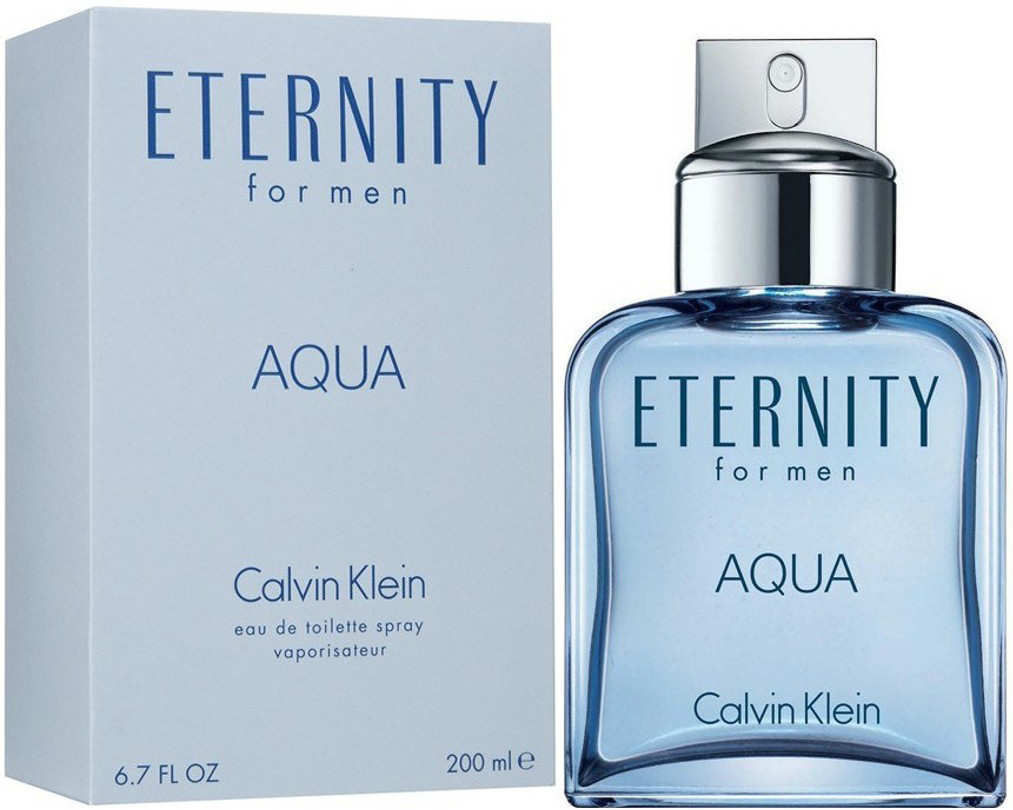 ETERNITY
for men
AQUA
Calvin Klein
eau de toilette spray
vaporisateur
6.7 FL OZ
200 ml ℮
ETERNITY
for men
AQUA
Calvin Klein